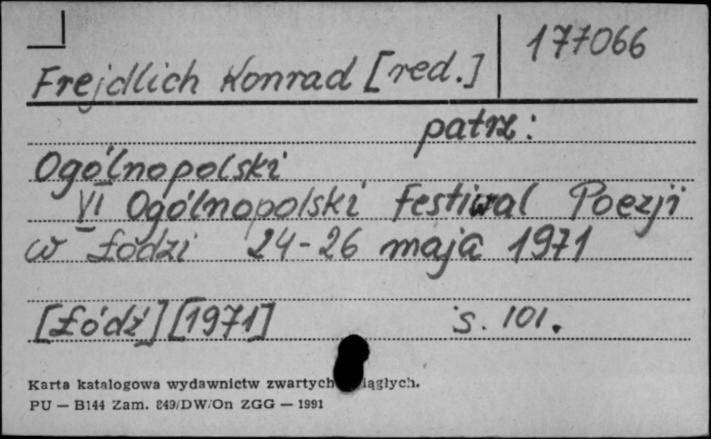 177066
Frejdlich Konrad [red.]
patrz:
Ogólnopolski
VI Ogólnopolski Festiwal Poezji
w Łodzi 24-26 maja 1971
[Łódź] [1971] s. 101.
Karta katalogowa wydawnictw zwartych ciągłych.
PU — B144 Zam. 849/DW/On ZGG — 1991